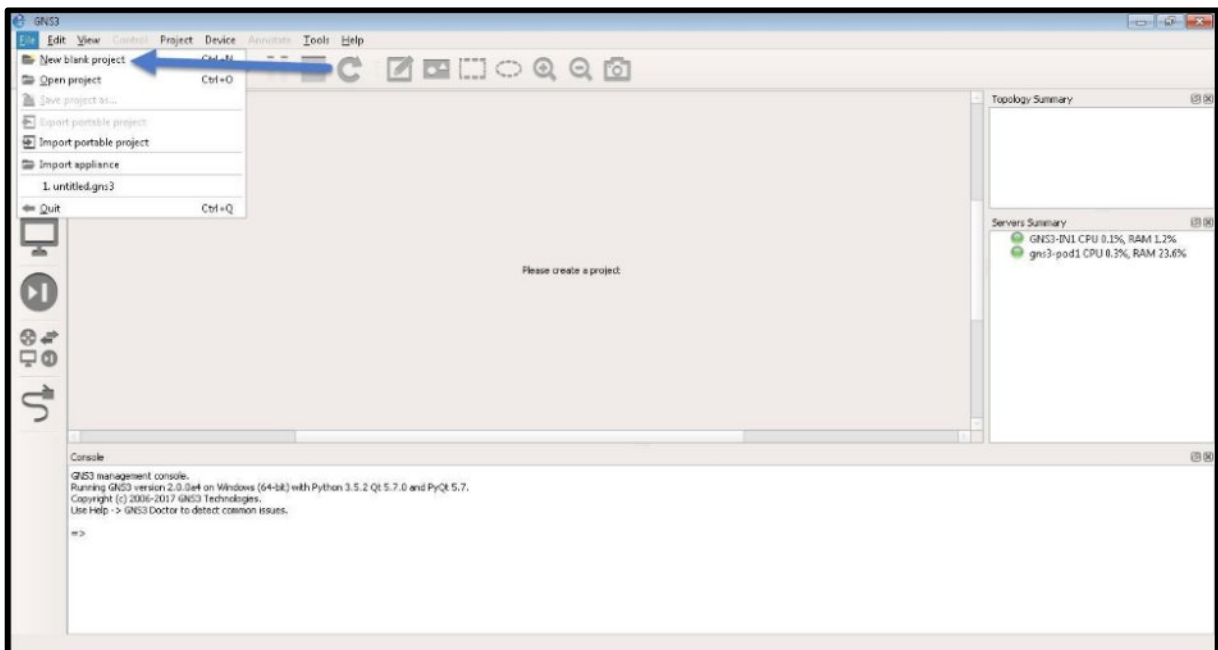 GNS3
File Edit View Control Project Device Annotate Tools Help
New blank project Ctrl+N
Open project Ctrl+O
Save project as...
Export portable project
Import portable project
Import appliance
1. untitled.gns3
Quit Ctrl+Q
Please create a project
Topology Summary
Servers Summary
GNS3-IN1 CPU 0.1%, RAM 1.2%
gns3-pod1 CPU 0.3%, RAM 23.6%
Console
GNS3 management console.
Running GNS3 version 2.0.0a4 on Windows (64-bit) with Python 3.5.2 Qt 5.7.0 and PyQt 5.7.
Copyright (c) 2006-2017 GNS3 Technologies.
Use Help -> GNS3 Doctor to detect common issues.
=>